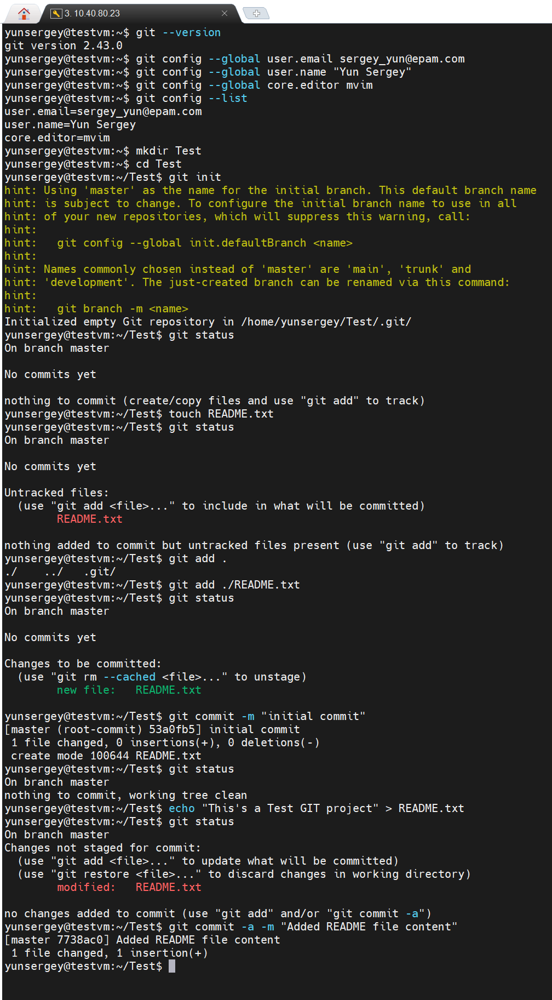 3. 10.40.80.23
yunsergey@testvm:~$ git --version
git version 2.43.0
yunsergey@testvm:~$ git config --global user.email sergey_yun@epam.com
yunsergey@testvm:~$ git config --global user.name "Yun Sergey"
yunsergey@testvm:~$ git config --global core.editor mvim
yunsergey@testvm:~$ git config --list
user.email=sergey_yun@epam.com
user.name=Yun Sergey
core.editor=mvim
yunsergey@testvm:~$ mkdir Test
yunsergey@testvm:~$ cd Test
yunsergey@testvm:~/Test$ git init
hint: Using 'master' as the name for the initial branch. This default branch name
hint: is subject to change. To configure the initial branch name to use in all
hint: of your new repositories, which will suppress this warning, call:
hint:
hint:   git config --global init.defaultBranch <name>
hint:
hint: Names commonly chosen instead of 'master' are 'main', 'trunk' and
hint: 'development'. The just-created branch can be renamed via this command:
hint:
hint:   git branch -m <name>
Initialized empty Git repository in /home/yunsergey/Test/.git/
yunsergey@testvm:~/Test$ git status
On branch master
No commits yet
nothing to commit (create/copy files and use "git add" to track)
yunsergey@testvm:~/Test$ touch README.txt
yunsergey@testvm:~/Test$ git status
On branch master
No commits yet
Untracked files:
  (use "git add <file>..." to include in what will be committed)
        README.txt
nothing added to commit but untracked files present (use "git add" to track)
yunsergey@testvm:~/Test$ git add .
./    ../   .git/
yunsergey@testvm:~/Test$ git add ./README.txt
yunsergey@testvm:~/Test$ git status
On branch master
No commits yet
Changes to be committed:
  (use "git rm --cached <file>..." to unstage)
        new file:   README.txt
yunsergey@testvm:~/Test$ git commit -m "initial commit"
[master (root-commit) 53a0fb5] initial commit
 1 file changed, 0 insertions(+), 0 deletions(-)
 create mode 100644 README.txt
yunsergey@testvm:~/Test$ git status
On branch master
nothing to commit, working tree clean
yunsergey@testvm:~/Test$ echo "This's a Test GIT project" > README.txt
yunsergey@testvm:~/Test$ git status
On branch master
Changes not staged for commit:
  (use "git add <file>..." to update what will be committed)
  (use "git restore <file>..." to discard changes in working directory)
        modified:   README.txt
no changes added to commit (use "git add" and/or "git commit -a")
yunsergey@testvm:~/Test$ git commit -a -m "Added README file content"
[master 7738ac0] Added README file content
 1 file changed, 1 insertion(+)
yunsergey@testvm:~/Test$